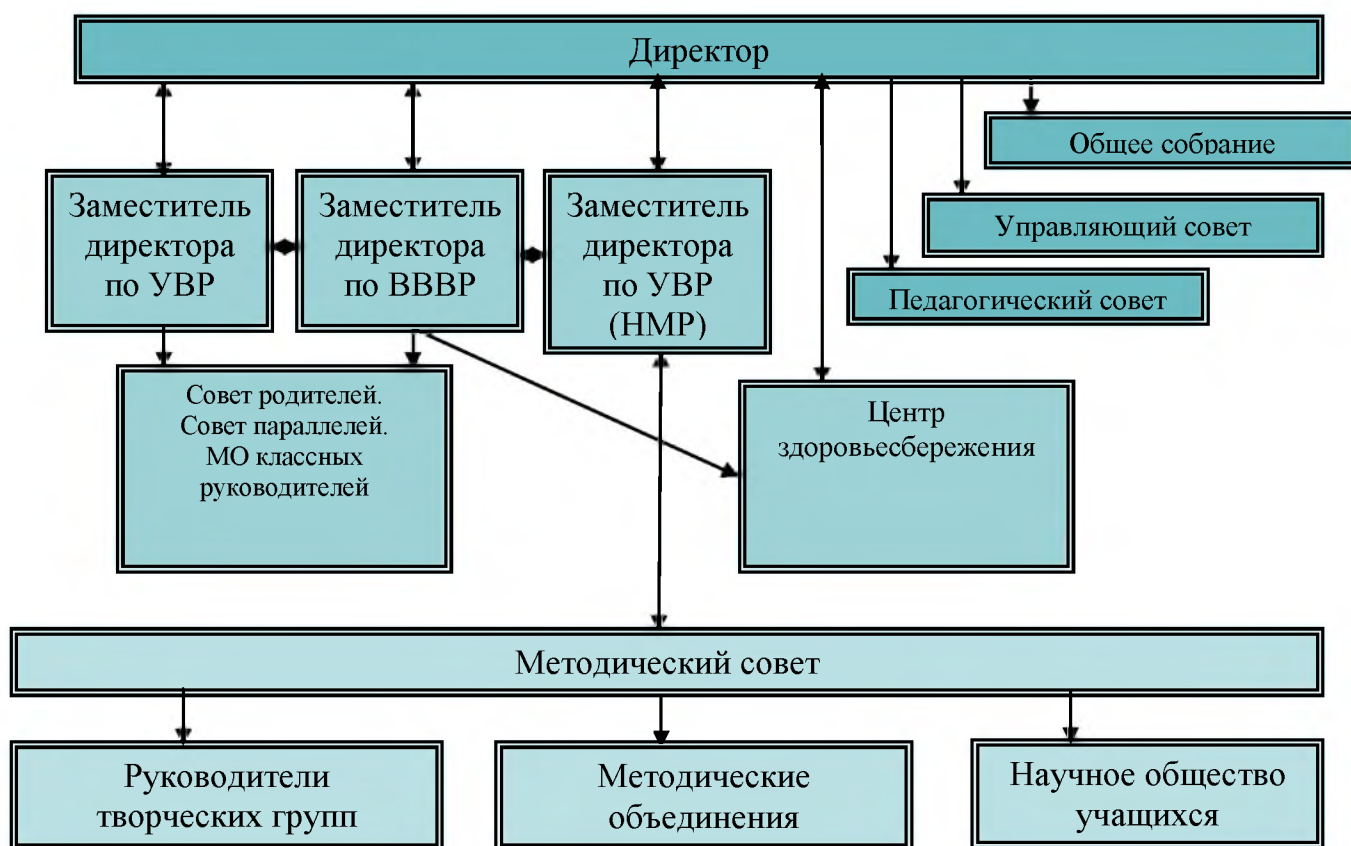 Директор
Общее собрание
Управляющий совет
Педагогический совет
Заместитель
директора
по УВР
Заместитель
директора
по ВВВР
Заместитель
директора
по УВР
(НМР)
Совет родителей.
Совет параллелей.
МО классных
руководителей
Центр
здоровьесбережения
Методический совет
Руководители
творческих групп
Методические
объединения
Научное общество
учащихся